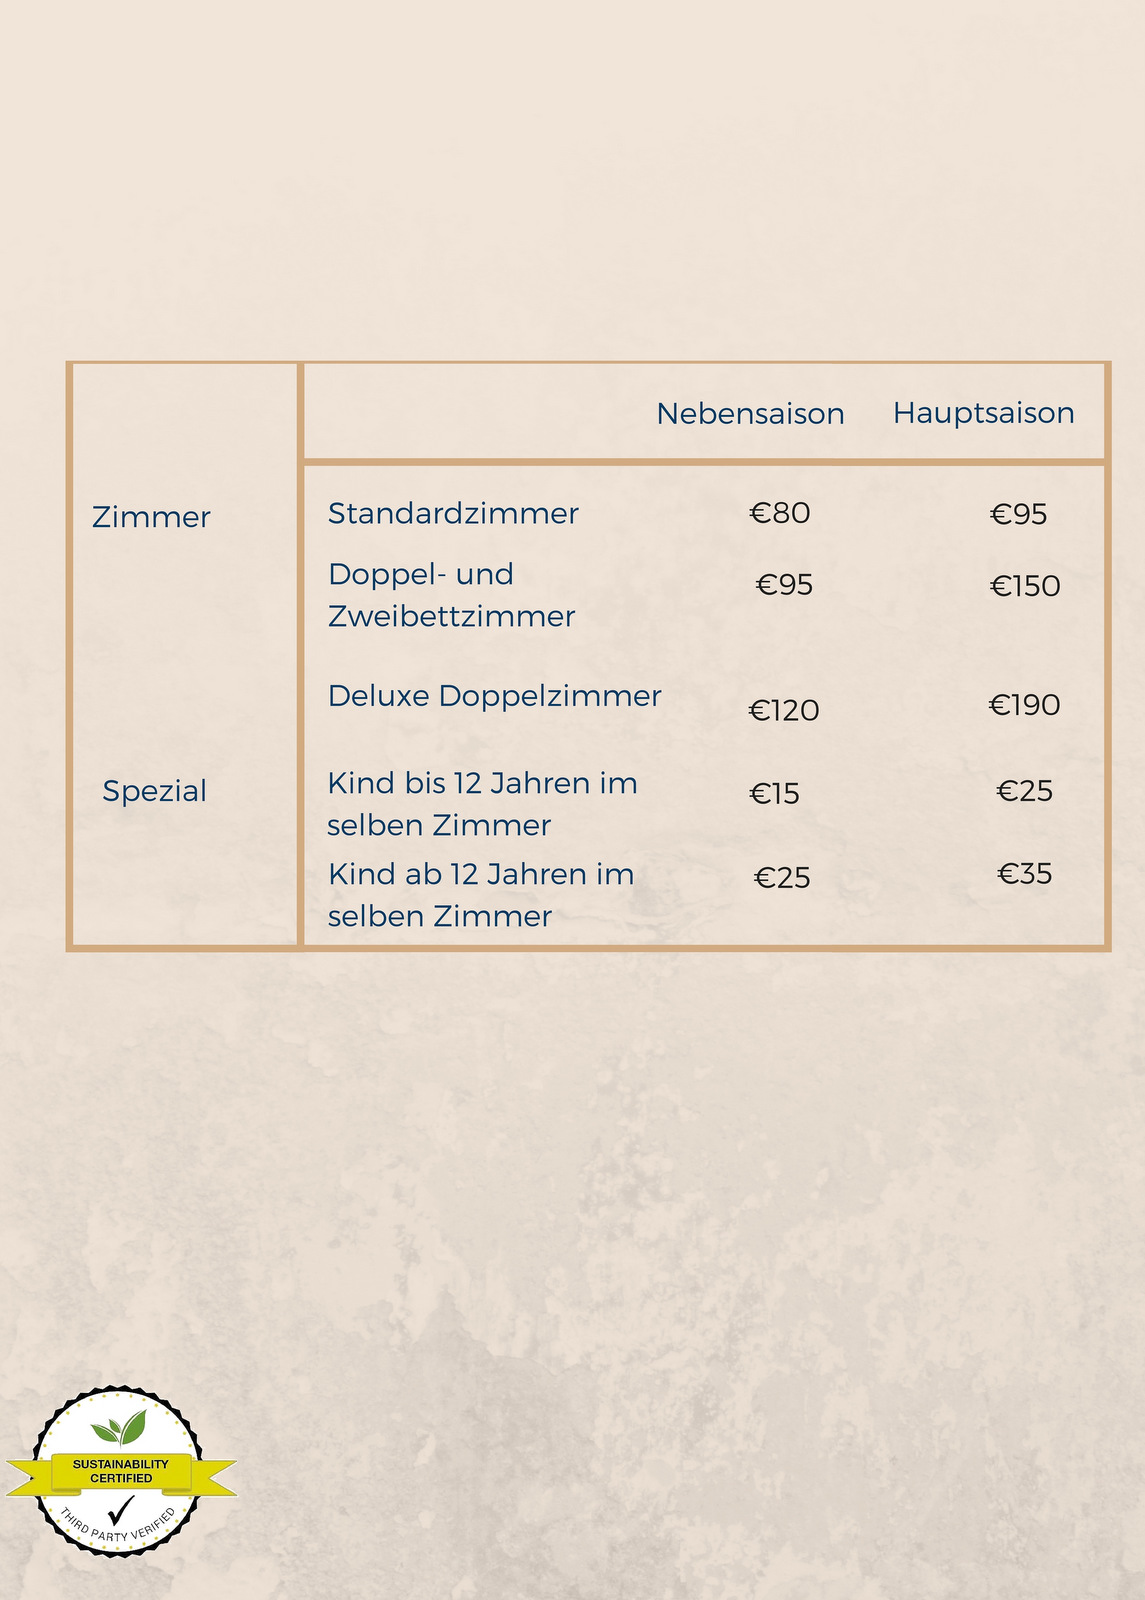 Nebensaison Hauptsaison
Zimmer Standardzimmer €80 €95
Doppel- und €95 €150
Zweibettzimmer
Deluxe Doppelzimmer €120 €190
Spezial Kind bis 12 Jahren im €15 €25
selben Zimmer
Kind ab 12 Jahren im €25 €35
selben Zimmer
SUSTAINABILITY
CERTIFIED
THIRD PARTY VERIFIED